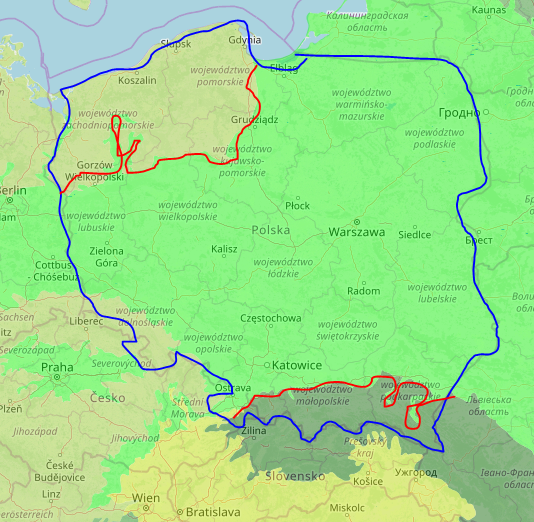 Kaunas
Калининградская
область
Gdynia
Słupsk
Elbląg
Koszalin
województwo
pomorskie
województwo
warmińsko-
mazurskie
Гродно
województwo
zachodniopomorskie
Grudziądz
województwo
podlaskie
Gorzów
Wielkopolski
województwo
kujawsko-
pomorskie
Berlin
Płock
województwo
lubuskie
województwo
wielkopolskie
Polska
Warszawa
Siedlce
Брест
Zielona
Góra
Kalisz
Cottbus
- Chóśebuz
województwo
łódzkie
Radom
województwo
lubelskie
Sachsen
Liberec
województwo
dolnośląskie
Częstochowa
województwo
świętokrzyskie
województwo
opolskie
Severozápad
Severovýchod
Praha
Katowice
Ostrava
województwo
małopolskie
województwo
podkarpackie
Львівська
область
Česko
Plzeň
Střední
Morava
Jihozápad
Jihovýchod
Žilina
Prešovský
kraj
České
Budějovice
Slovensko
Košice
Ужгород
Linz
Wien
Bratislava
Miskolc